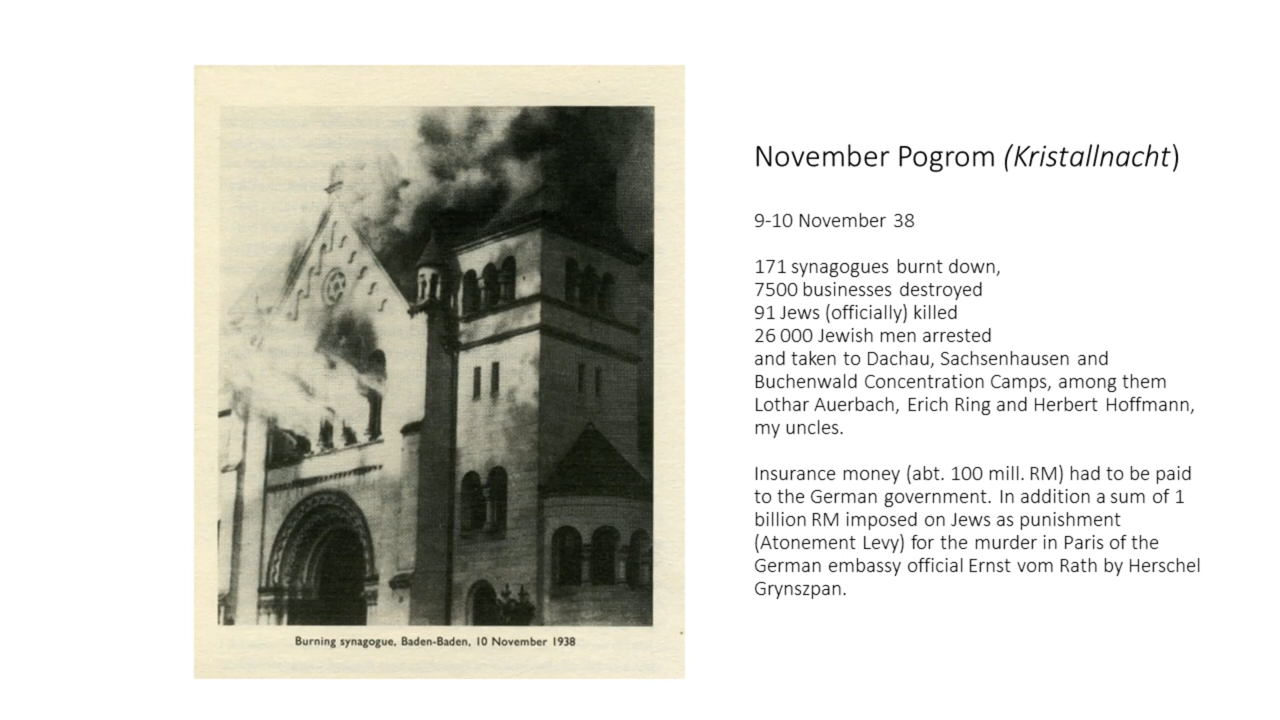 November Pogrom (Kristallnacht)
9-10 November 38
171 synagogues burnt down,
7500 businesses destroyed
91 Jews (officially) killed
26 000 Jewish men arrested
and taken to Dachau, Sachsenhausen and
Buchenwald Concentration Camps, among them
Lothar Auerbach, Erich Ring and Herbert Hoffmann,
my uncles.
Insurance money (abt. 100 mill. RM) had to be paid
to the German government. In addition a sum of 1
billion RM imposed on Jews as punishment
(Atonement Levy) for the murder in Paris of the
German embassy official Ernst vom Rath by Herschel
Grynszpan.
Burning synagogue, Baden-Baden, 10 November 1938